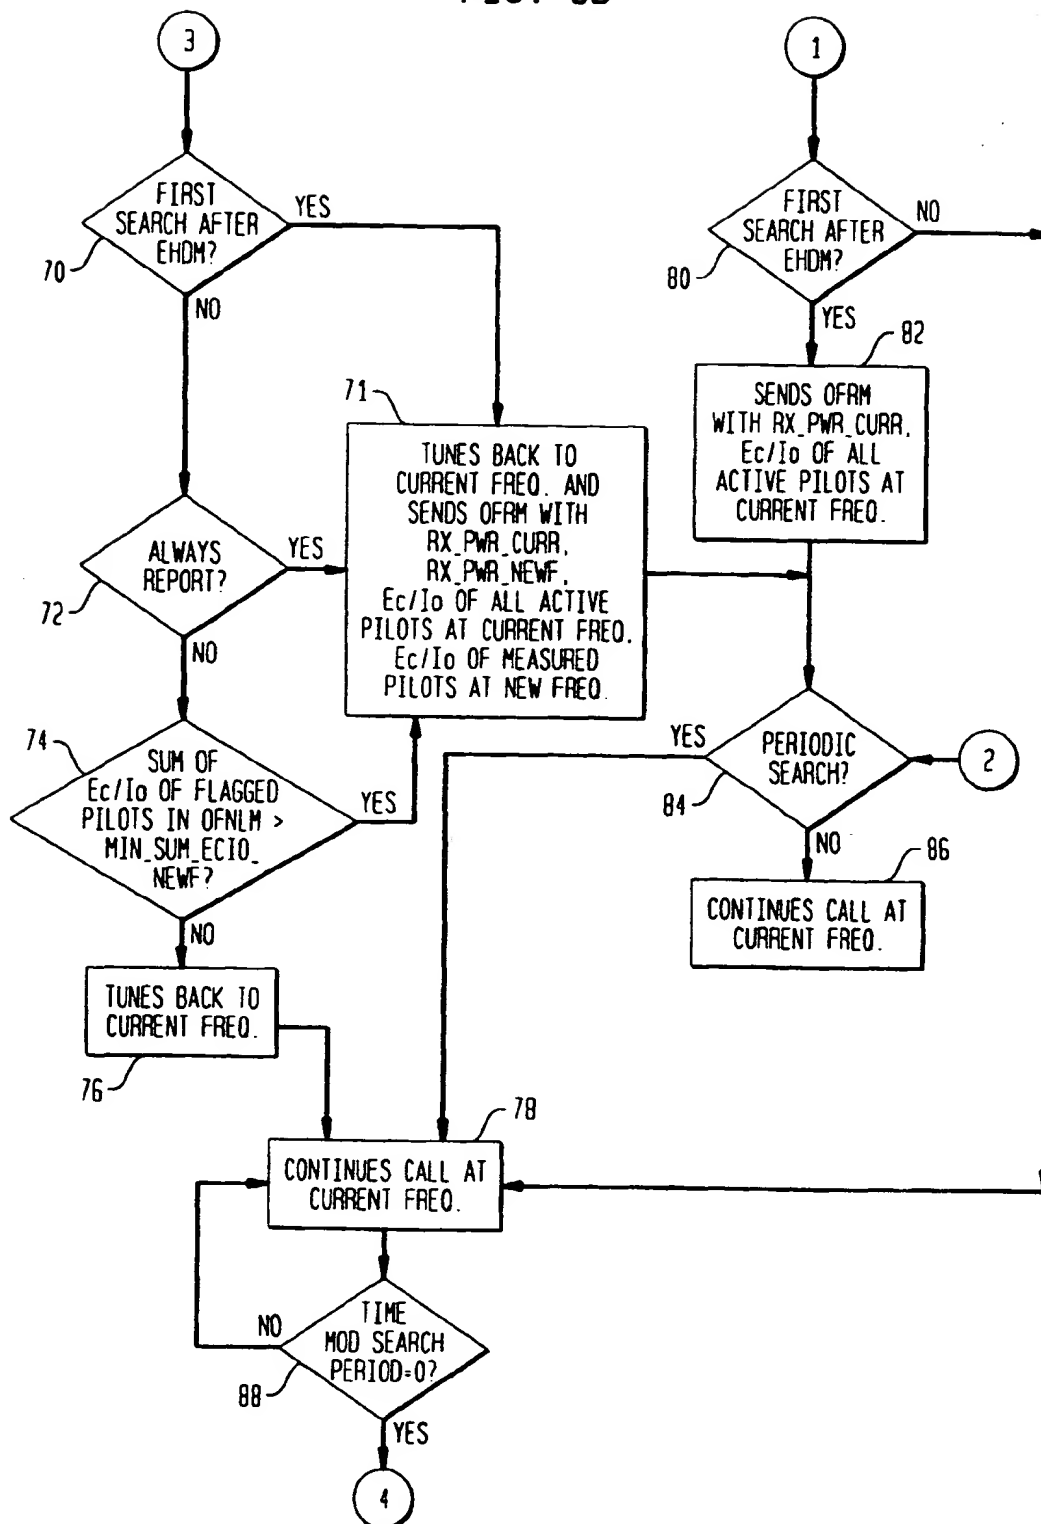 3
FIRST
SEARCH AFTER
EHDM?
YES
70
NO
ALWAYS
REPORT?
YES
72
NO
74
SUM OF
Ec/Io OF FLAGGED
PILOTS IN OFNLM >
MIN_SUM_ECIO_
NEWF?
YES
NO
TUNES BACK TO
CURRENT FREQ.
76
71
TUNES BACK TO
CURRENT FREQ. AND
SENDS OFRM WITH
RX_PWR_CURR,
RX_PWR_NEWF,
Ec/Io OF ALL ACTIVE
PILOTS AT CURRENT FREQ.
Ec/Io OF MEASURED
PILOTS AT NEW FREQ.
1
FIRST
SEARCH AFTER
EHDM?
NO
80
YES
82
SENDS OFRM
WITH RX_PWR_CURR,
Ec/Io OF ALL
ACTIVE PILOTS AT
CURRENT FREQ.
YES
PERIODIC
SEARCH?
2
84
NO
86
CONTINUES CALL AT
CURRENT FREQ.
78
CONTINUES CALL AT
CURRENT FREQ.
NO
TIME
MOD SEARCH
PERIOD=0?
88
YES
4